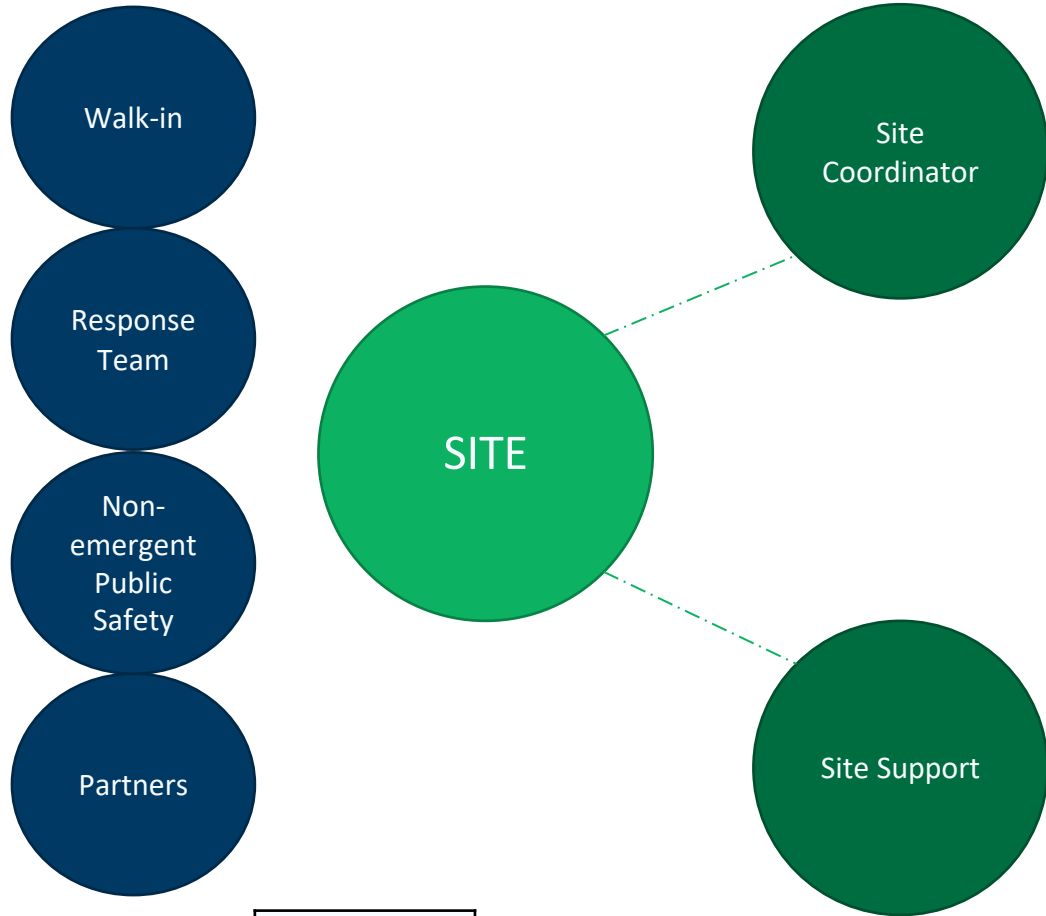 Walk-in
Response
Team
Non-
emergent
Public
Safety
Partners
SITE
Site
Coordinator
Site Support